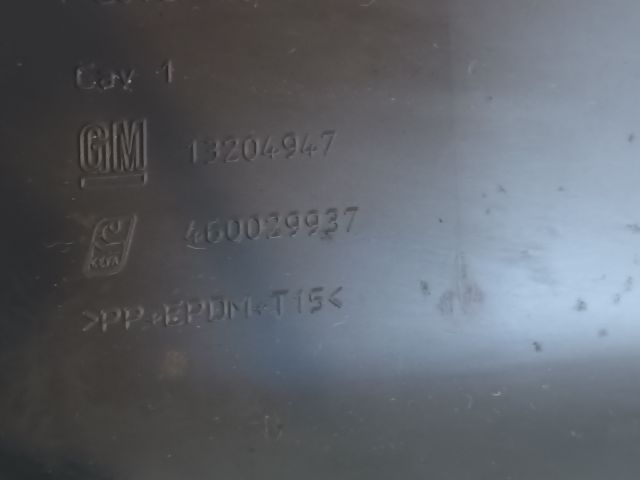 Cav 1
GM 13204947
460029937
>PP+EPDM-T15<